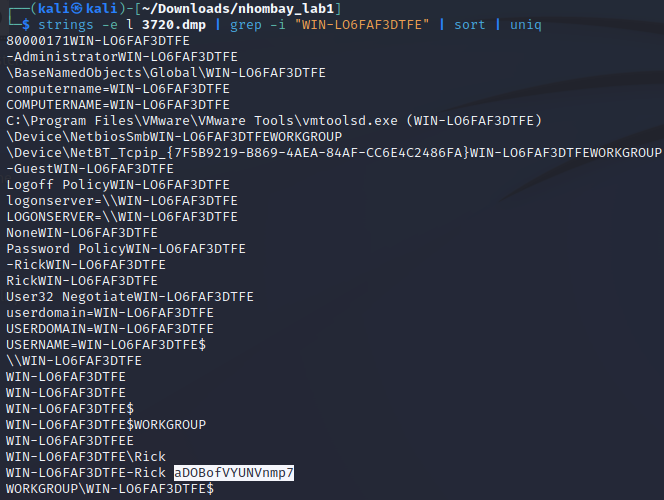 ┌──(kali㉿kali)-[~/Downloads/nhombay_lab1]
└─$ strings -e l 3720.dmp | grep -i "WIN-LO6FAF3DTFE" | sort | uniq
80000171WIN-LO6FAF3DTFE
-AdministratorWIN-LO6FAF3DTFE
\BaseNamedObjects\Global\WIN-LO6FAF3DTFE
computername=WIN-LO6FAF3DTFE
COMPUTERNAME=WIN-LO6FAF3DTFE
C:\Program Files\VMware\VMware Tools\vmtoolsd.exe (WIN-LO6FAF3DTFE)
\Device\NetbiosSmbWIN-LO6FAF3DTFEWORKGROUP
\Device\NetBT_Tcpip_{7F5B9219-B869-4AEA-84AF-CC6E4C2486FA}WIN-LO6FAF3DTFEWORKGROUP
-GuestWIN-LO6FAF3DTFE
Logoff PolicyWIN-LO6FAF3DTFE
logonserver=\\WIN-LO6FAF3DTFE
LOGONSERVER=\\WIN-LO6FAF3DTFE
NoneWIN-LO6FAF3DTFE
Password PolicyWIN-LO6FAF3DTFE
-RickWIN-LO6FAF3DTFE
RickWIN-LO6FAF3DTFE
User32 NegotiateWIN-LO6FAF3DTFE
userdomain=WIN-LO6FAF3DTFE
USERDOMAIN=WIN-LO6FAF3DTFE
USERNAME=WIN-LO6FAF3DTFE$
\\WIN-LO6FAF3DTFE
WIN-LO6FAF3DTFE
WIN-LO6FAF3DTFE
WIN-LO6FAF3DTFE$
WIN-LO6FAF3DTFE$WORKGROUP
WIN-LO6FAF3DTFEE
WIN-LO6FAF3DTFE\Rick
WIN-LO6FAF3DTFE-Rick aDOBofVYUNVnmp7
WORKGROUP\WIN-LO6FAF3DTFE$